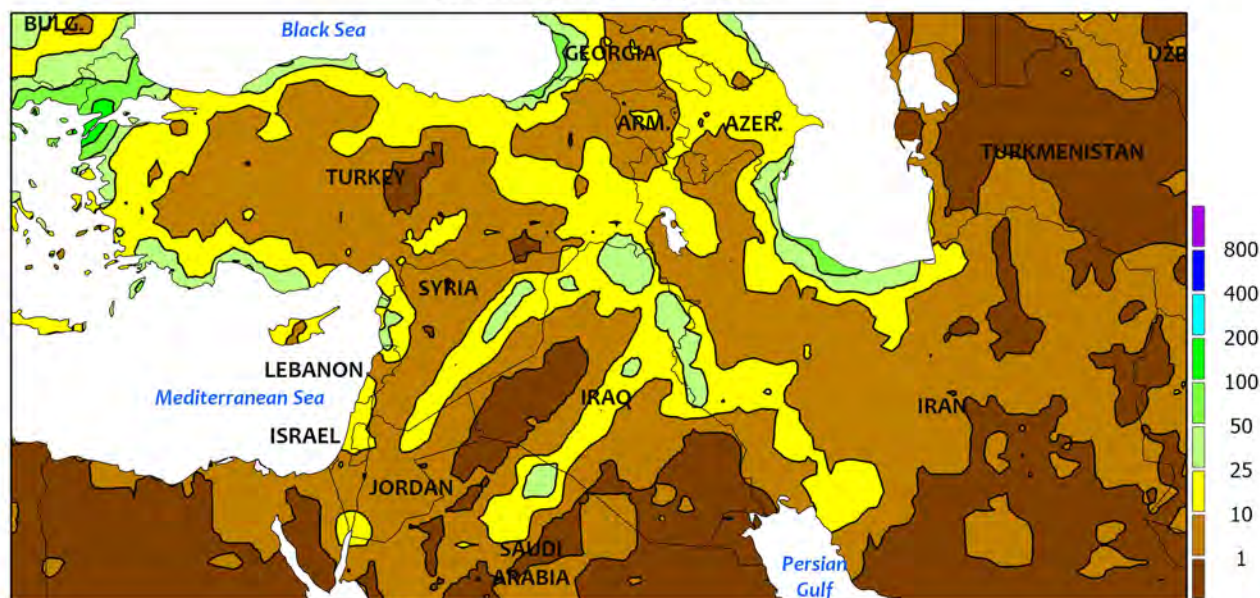 BULG.
Black Sea
GEORGIA
UZB
ARM.
AZER.
TURKMENISTAN
TURKEY
SYRIA
LEBANON
Mediterranean Sea
IRAQ
IRAN
ISRAEL
JORDAN
SAUDI
ARABIA
Persian
Gulf
800
400
200
100
50
25
10
1